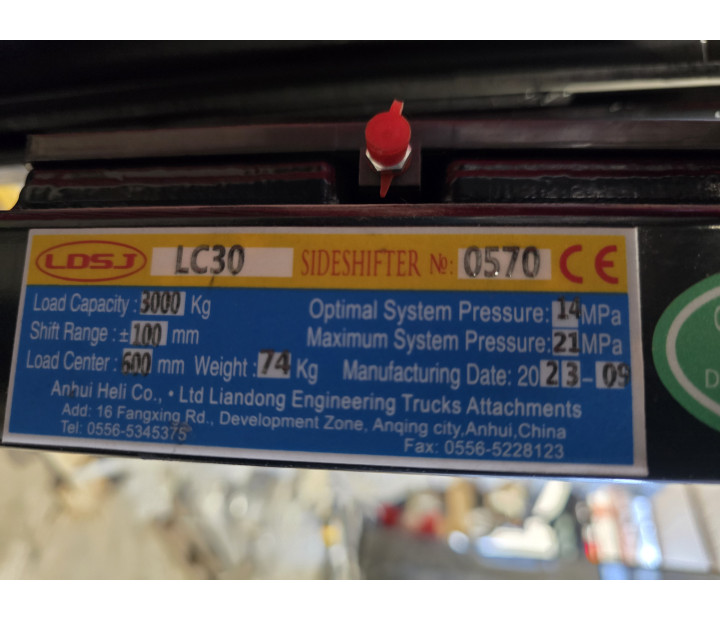 LDSJ LC30 SIDESHIFTER №: 0570 CE
Load Capacity : 3000 Kg Optimal System Pressure: 14 MPa
Shift Range : ±100 mm Maximum System Pressure: 21 MPa
Load Center : 600 mm Weight : 74 Kg Manufacturing Date: 2023-09
Anhui Heli Co., • Ltd Liandong Engineering Trucks Attachments
Add: 16 Fangxing Rd., Development Zone, Anqing city,Anhui,China
Tel: 0556-5345375 Fax: 0556-5228123